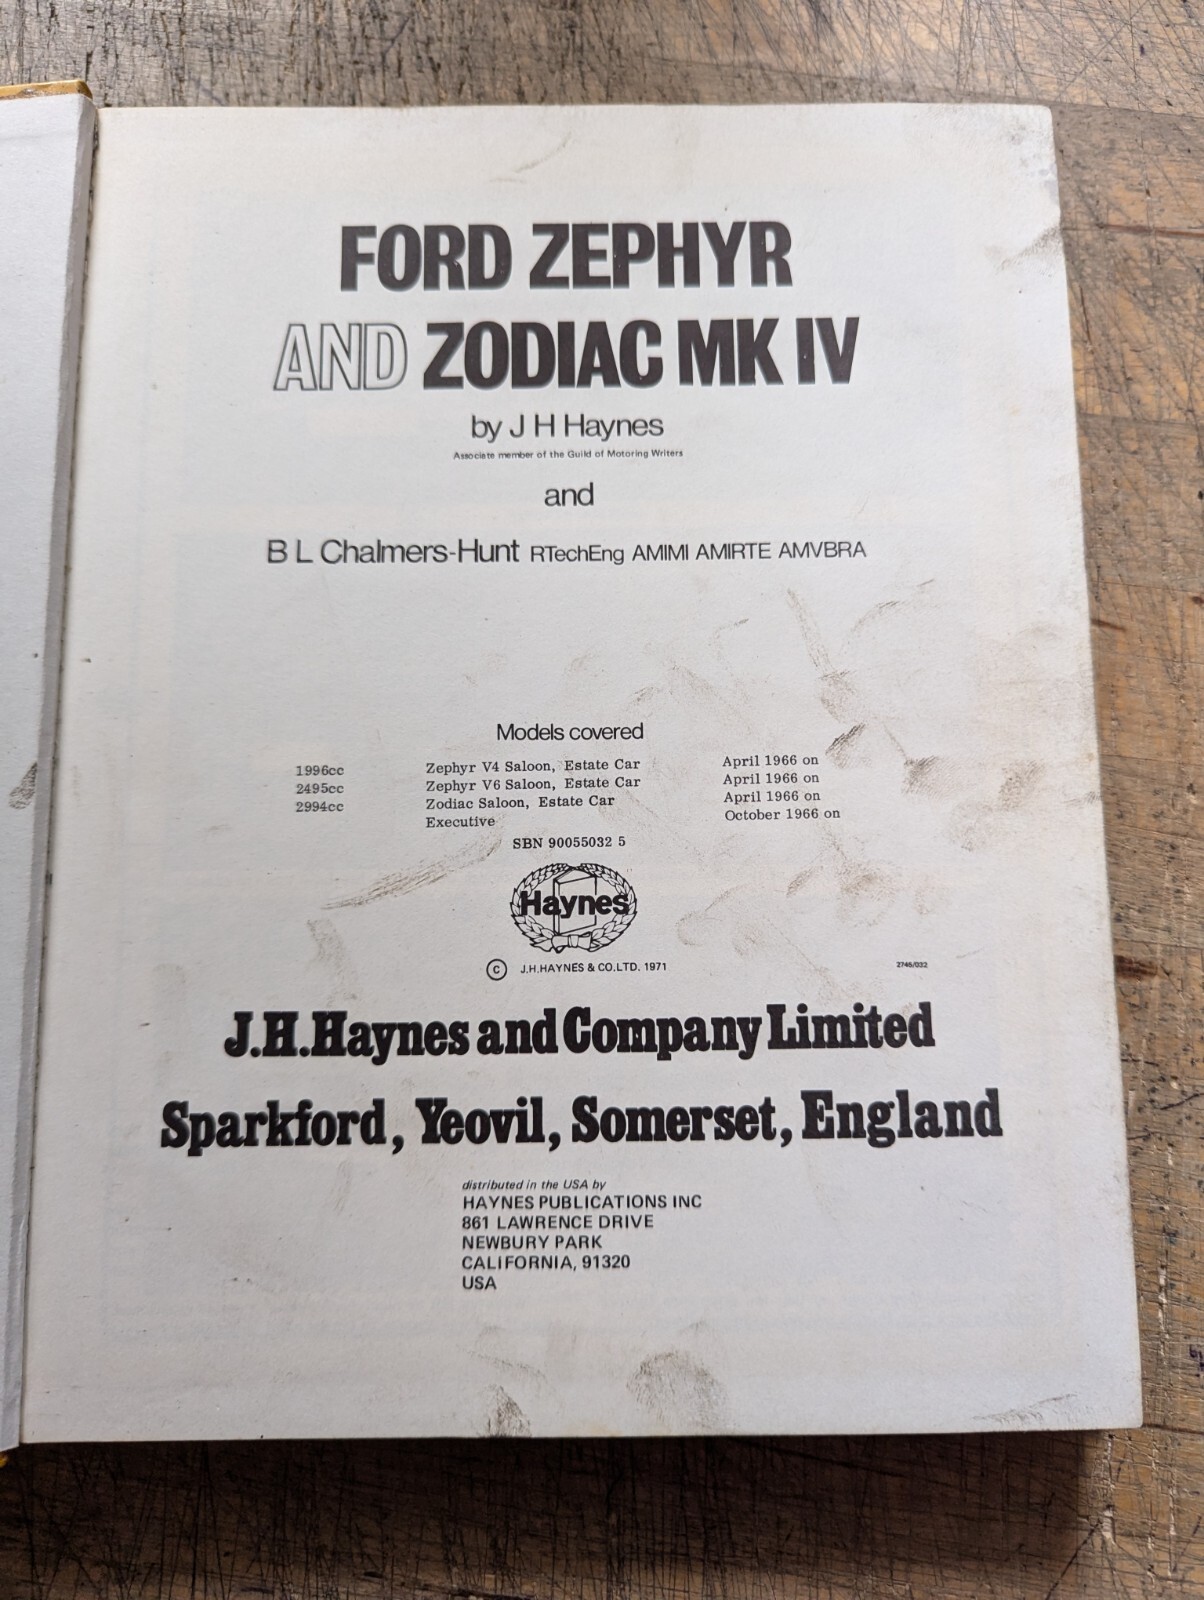 FORD ZEPHYR
AND ZODIAC MK IV
by J H Haynes
Associate member of the Guild of Motoring Writers
and
B L Chalmers-Hunt RTechEng AMIMI AMIRTE AMVBRA
Models covered
1996cc Zephyr V4 Saloon, Estate Car April 1966 on
2495cc Zephyr V6 Saloon, Estate Car April 1966 on
2994cc Zodiac Saloon, Estate Car April 1966 on
Executive October 1966 on
SBN 90055032 5
Haynes
© J.H.HAYNES & CO.LTD. 1971
2746/032
J.H.Haynes and Company Limited
Sparkford, Yeovil, Somerset, England
distributed in the USA by
HAYNES PUBLICATIONS INC
861 LAWRENCE DRIVE
NEWBURY PARK
CALIFORNIA, 91320
USA